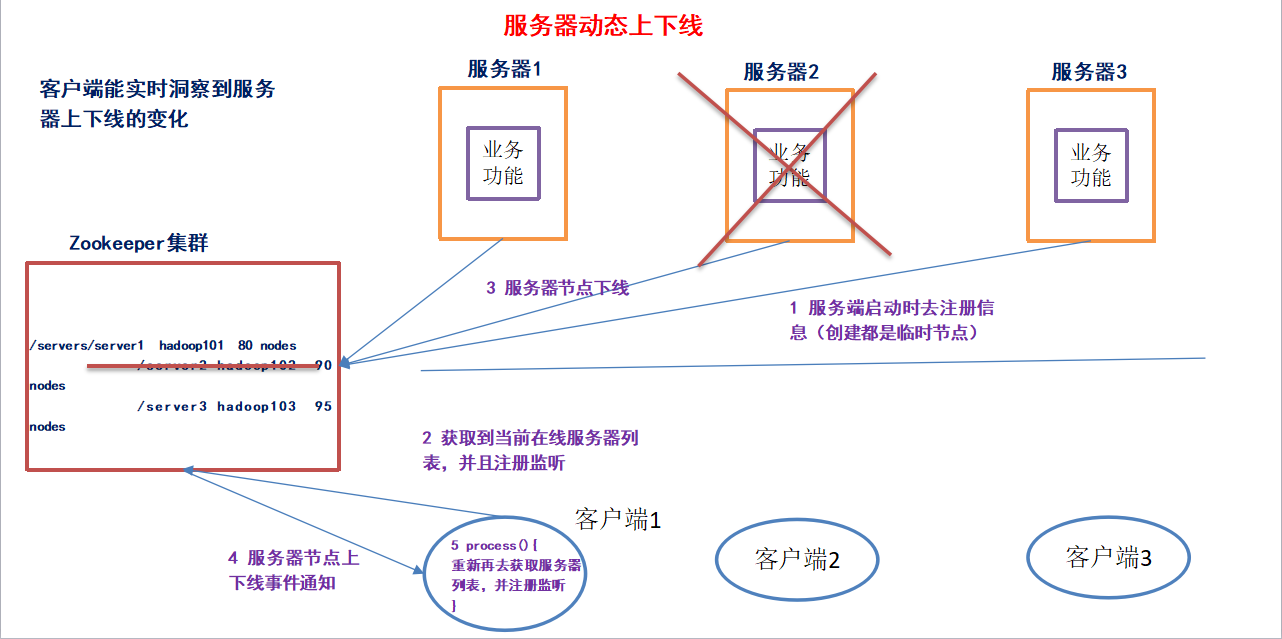 服务器动态上下线
客户端能实时洞察到服务
器上下线的变化
服务器1
服务器2
服务器3
业务
功能
业务
功能
业务
功能
Zookeeper集群
/servers/server1 hadoop101 80 nodes
/server2 hadoop102 90
nodes
/server3 hadoop103 95
nodes
3 服务器节点下线
1 服务端启动时去注册信
息（创建都是临时节点）
2 获取到当前在线服务器列
表，并且注册监听
4 服务器节点上
下线事件通知
客户端1
5 process(){
重新再去获取服务器
列表，并注册监听
}
客户端2
客户端3